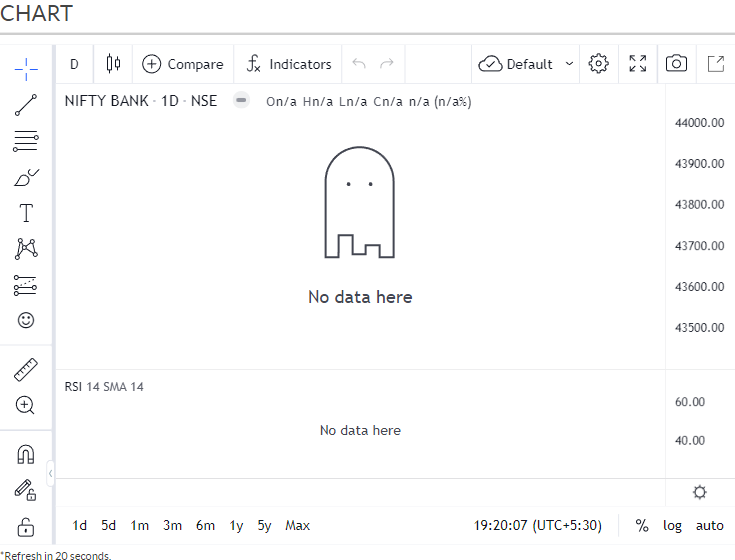 CHART
D Compare Indicators Default
NIFTY BANK · 1D · NSE On/a Hn/a Ln/a Cn/a n/a (n/a%)
44000.00
43900.00
43800.00
43700.00
43600.00
43500.00
No data here
RSI 14 SMA 14
60.00
No data here
40.00
1d 5d 1m 3m 6m 1y 5y Max 19:20:07 (UTC+5:30) % log auto
*Refresh in 20 seconds.